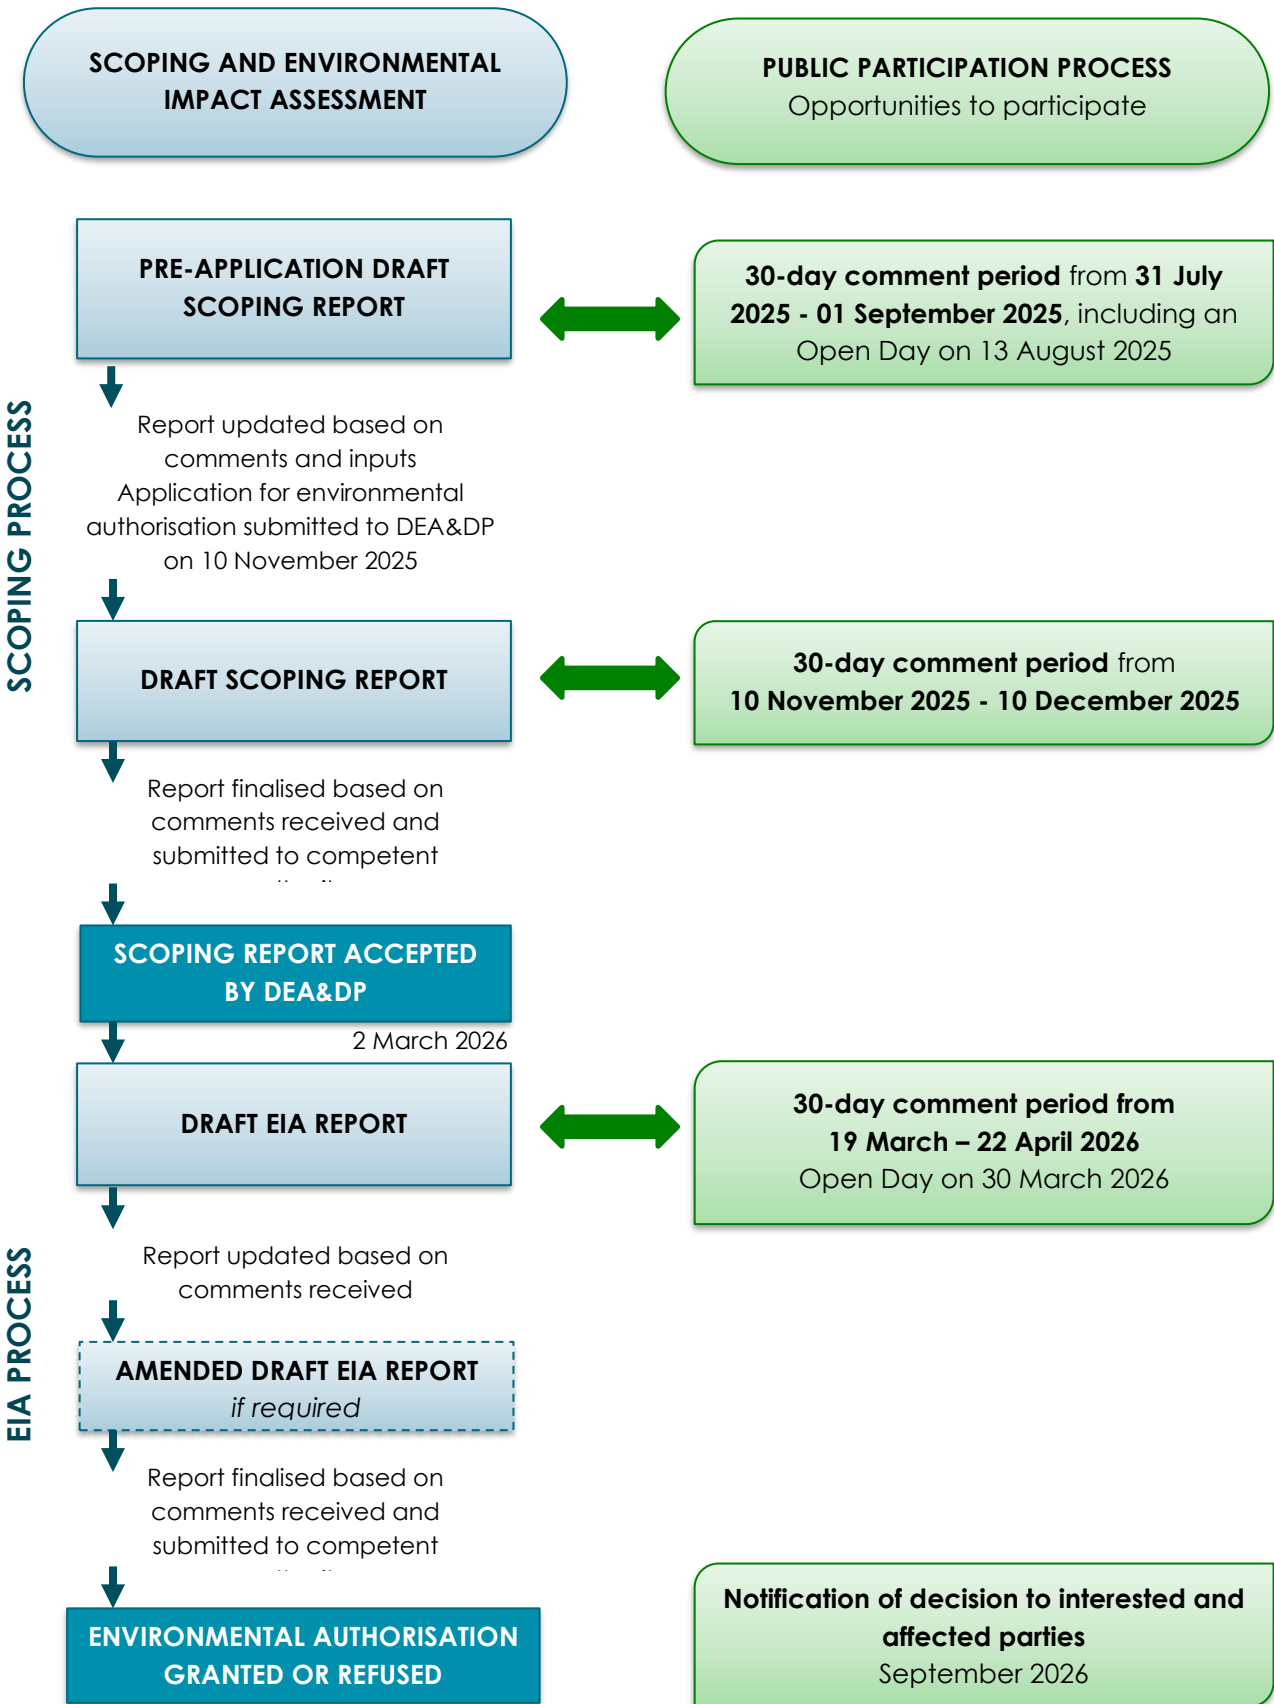 SCOPING AND ENVIRONMENTAL
IMPACT ASSESSMENT
PUBLIC PARTICIPATION PROCESS
Opportunities to participate
SCOPING PROCESS
PRE-APPLICATION DRAFT
SCOPING REPORT
30-day comment period from 31 July
2025 - 01 September 2025, including an
Open Day on 13 August 2025
Report updated based on
comments and inputs
Application for environmental
authorisation submitted to DEA&DP
on 10 November 2025
DRAFT SCOPING REPORT
30-day comment period from
10 November 2025 - 10 December 2025
Report finalised based on
comments received and
submitted to competent
SCOPING REPORT ACCEPTED
BY DEA&DP
2 March 2026
EIA PROCESS
DRAFT EIA REPORT
30-day comment period from
19 March – 22 April 2026
Open Day on 30 March 2026
Report updated based on
comments received
AMENDED DRAFT EIA REPORT
if required
Report finalised based on
comments received and
submitted to competent
ENVIRONMENTAL AUTHORISATION
GRANTED OR REFUSED
Notification of decision to interested and
affected parties
September 2026